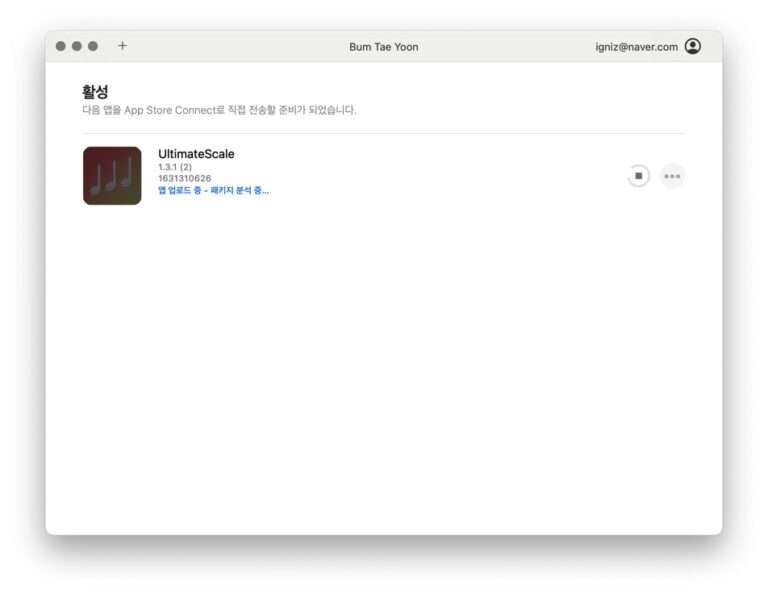 Bum Tae Yoon
igniz@naver.com
활성
다음 앱을 App Store Connect로 직접 전송할 준비가 되었습니다.
UltimateScale
1.3.1 (2)
1631310626
앱 업로드 중 - 패키지 분석 중...